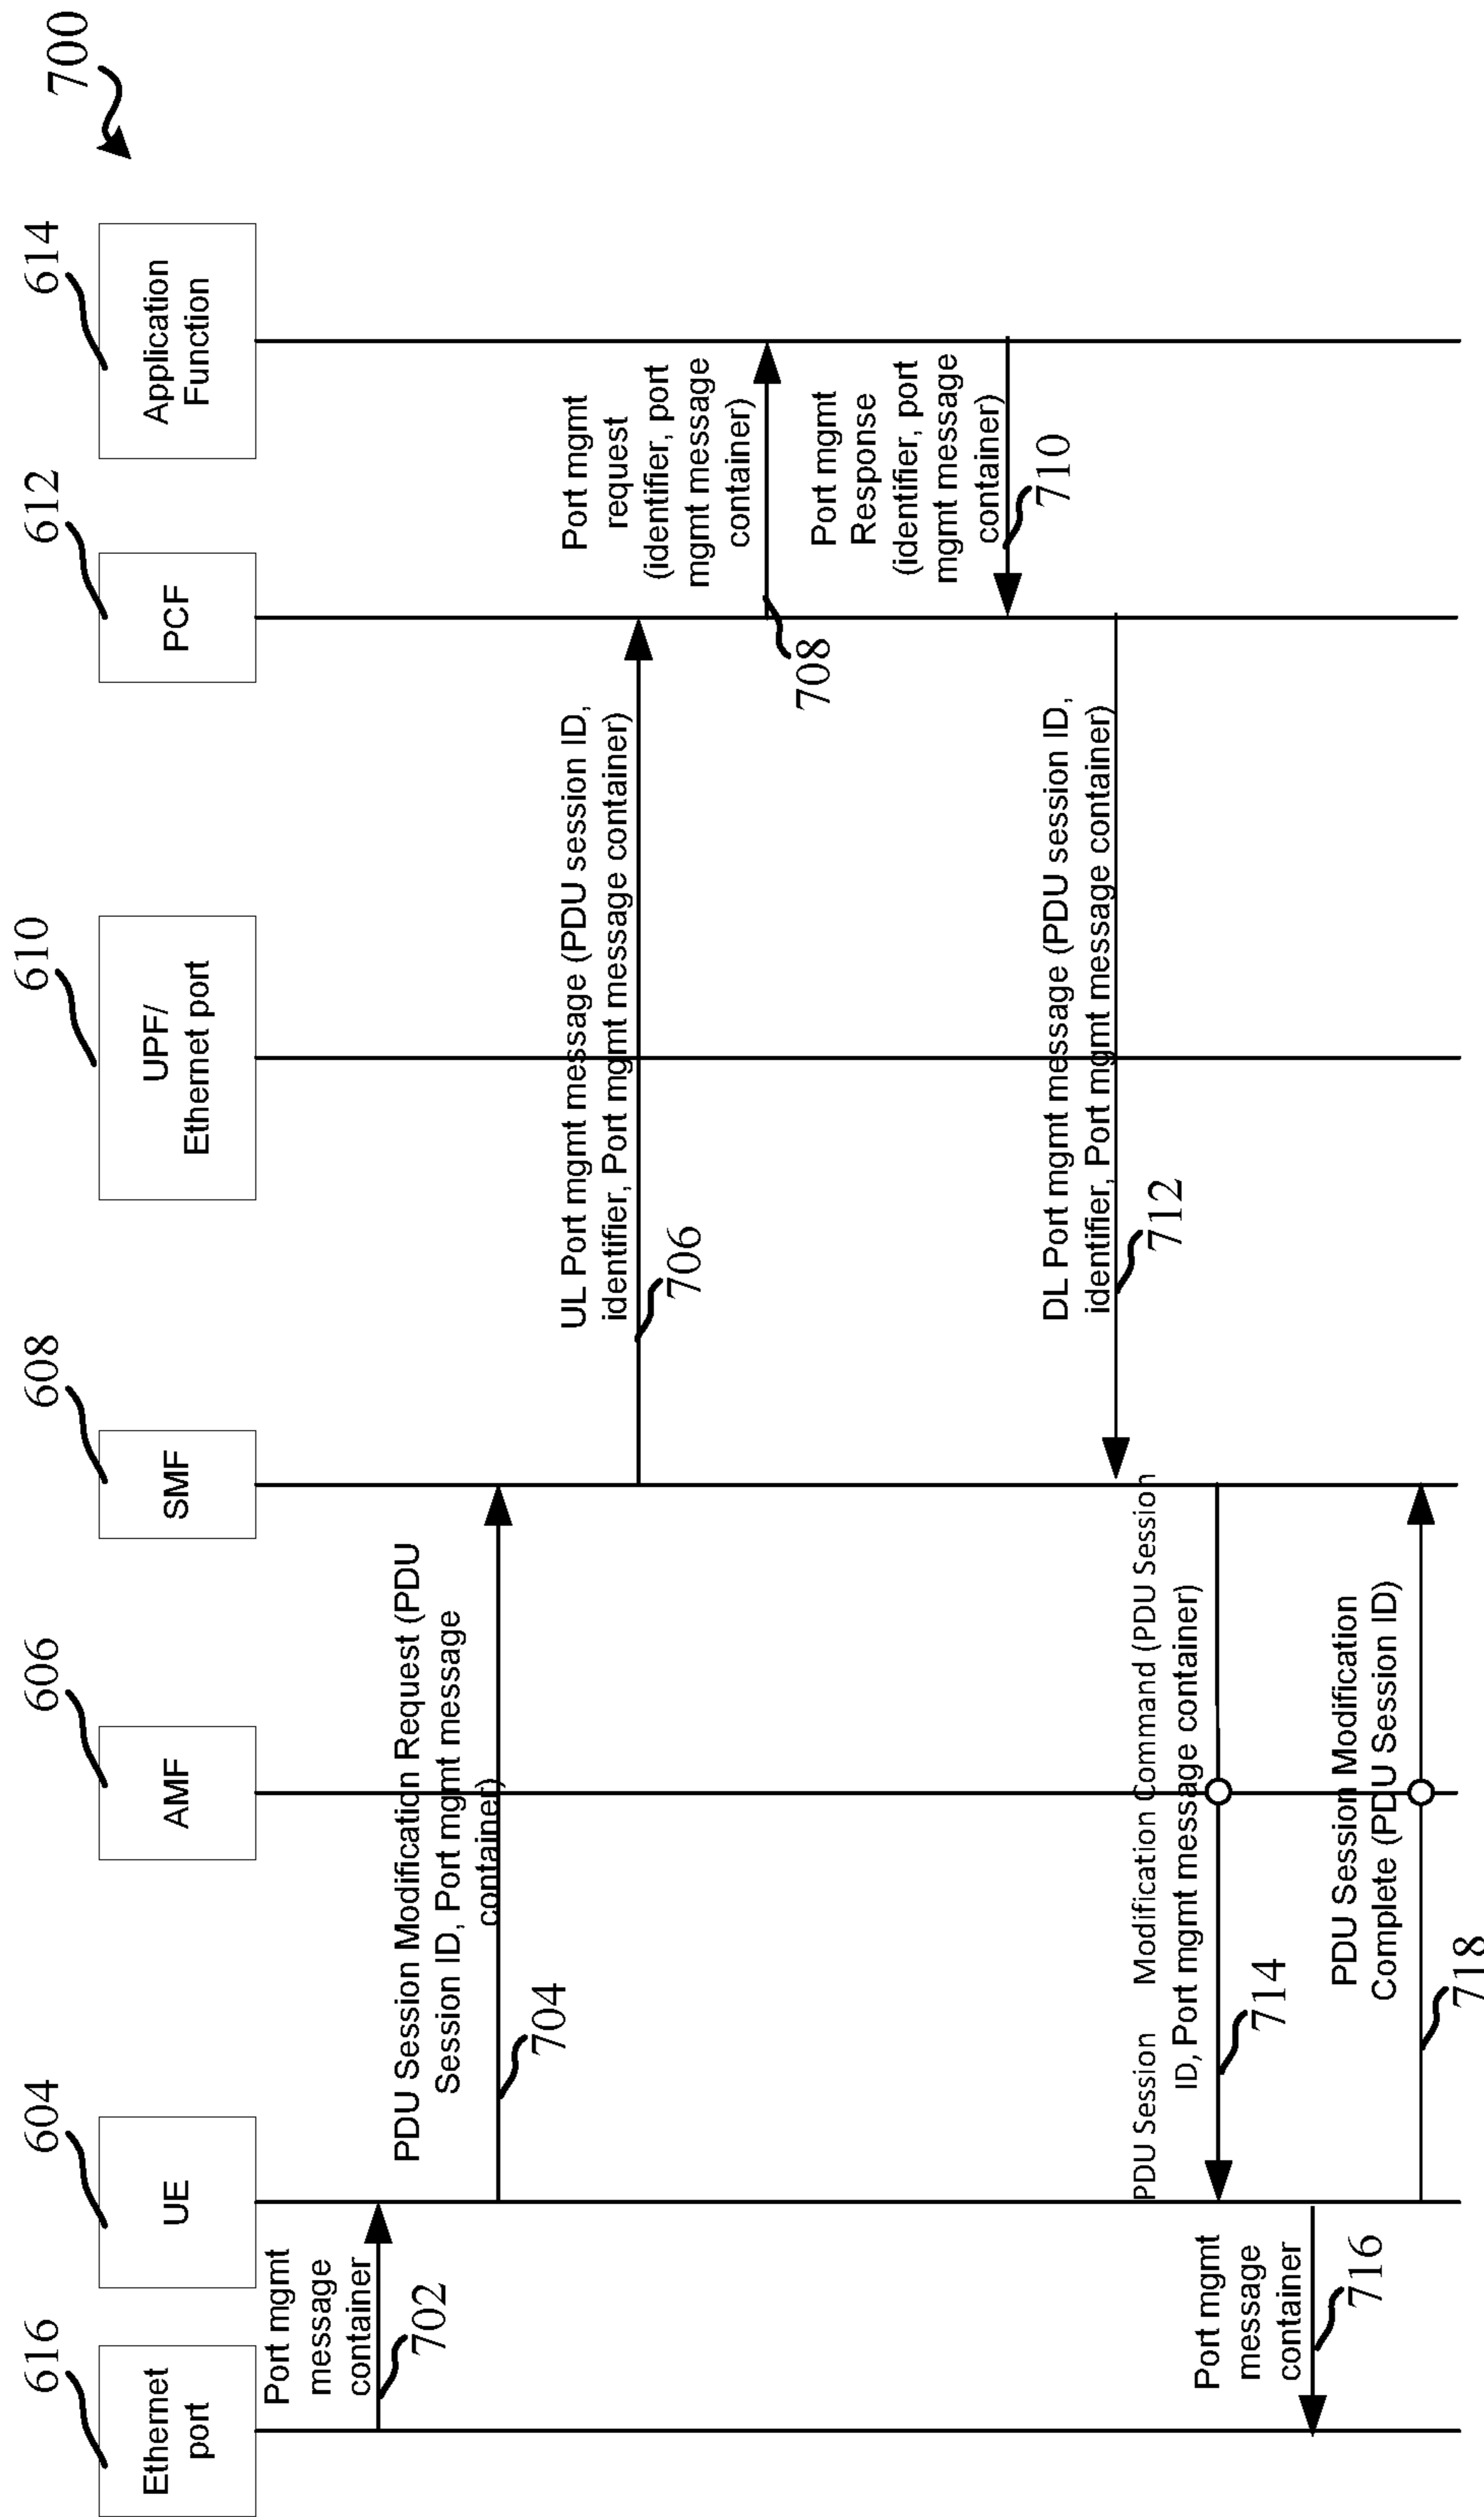 700
616
604
606
608
610
612
614
Ethernet
port
UE
AMF
SMF
UPF/
Ethernet port
PCF
Application
Function
Port mgmt
message
container
702
PDU Session Modification Request (PDU
Session ID, Port mgmt message
container)
704
UL Port mgmt message (PDU session ID,
identifier, Port mgmt message container)
706
Port mgmt
request
(identifier, port
mgmt message
container)
708
Port mgmt
Response
(identifier, port
mgmt message
container)
710
DL Port mgmt message (PDU session ID,
identifier, Port mgmt message container)
712
PDU Session Modification Command (PDU Session
ID, Port mgmt message container)
714
Port mgmt
message
container
716
PDU Session Modification
Complete (PDU Session ID)
718